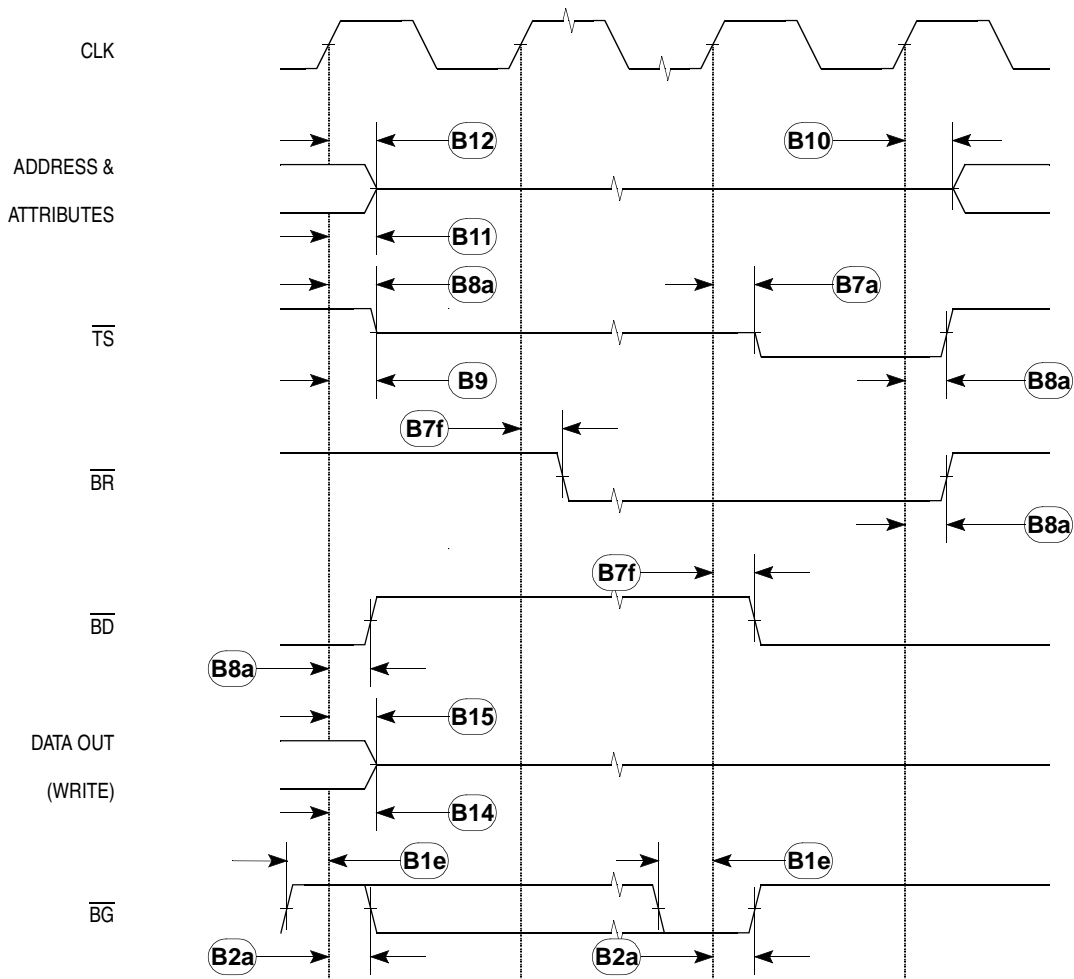 CLK
B12
B10
ADDRESS &
ATTRIBUTES
B11
B8a
B7a
TS
B9
B8a
B7f
BR
B8a
B7f
BD
B8a
B15
DATA OUT
(WRITE)
B14
B1e
B1e
BG
B2a
B2a